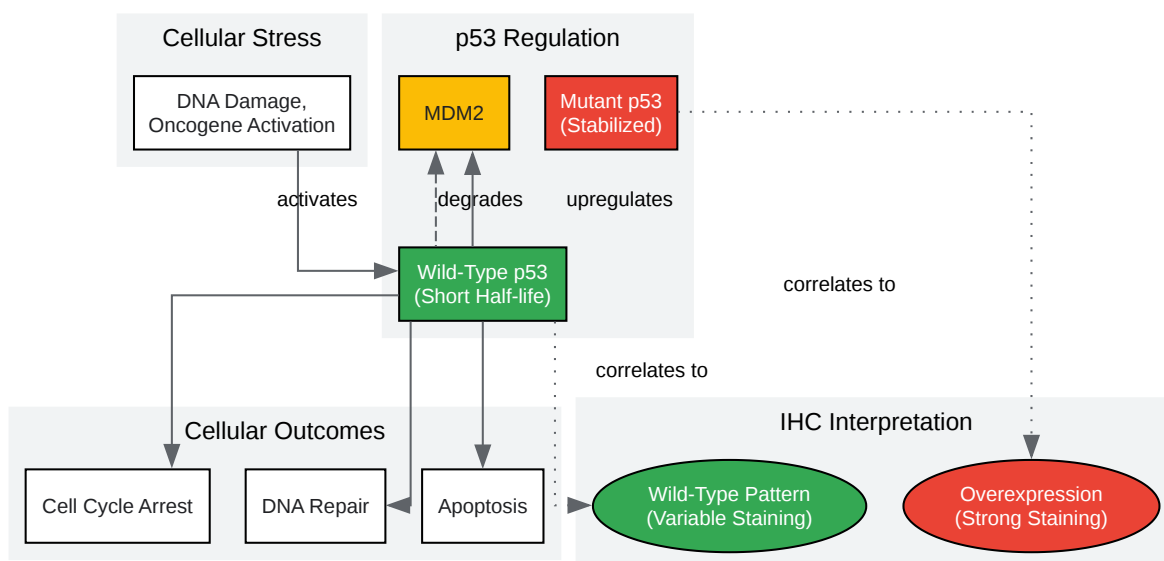 Cellular Stress
p53 Regulation
DNA Damage,
Oncogene Activation
MDM2
Mutant p53
(Stabilized)
activates
degrades
upregulates
Wild-Type p53
(Short Half-life)
correlates to
correlates to
Cellular Outcomes
IHC Interpretation
Cell Cycle Arrest
DNA Repair
Apoptosis
Wild-Type Pattern
(Variable Staining)
Overexpression
(Strong Staining)